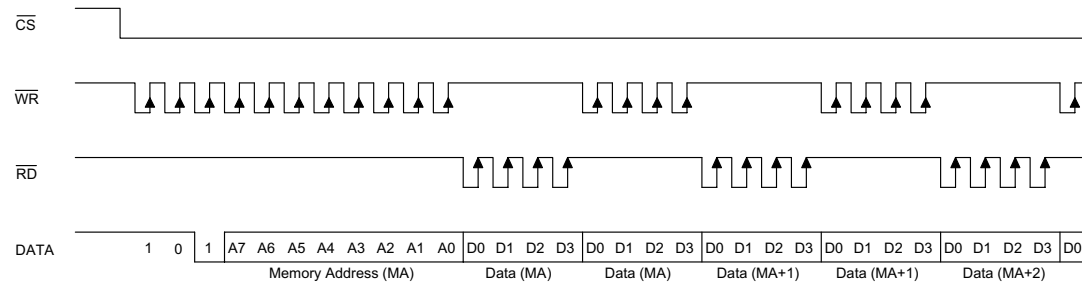 CS
WR
RD
DATA 1 0 1 A7 A6 A5 A4 A3 A2 A1 A0 D0 D1 D2 D3 D0 D1 D2 D3 D0 D1 D2 D3 D0 D1 D2 D3 D0 D1 D2 D3 D0
Memory Address (MA) Data (MA) Data (MA) Data (MA+1) Data (MA+1) Data (MA+2)